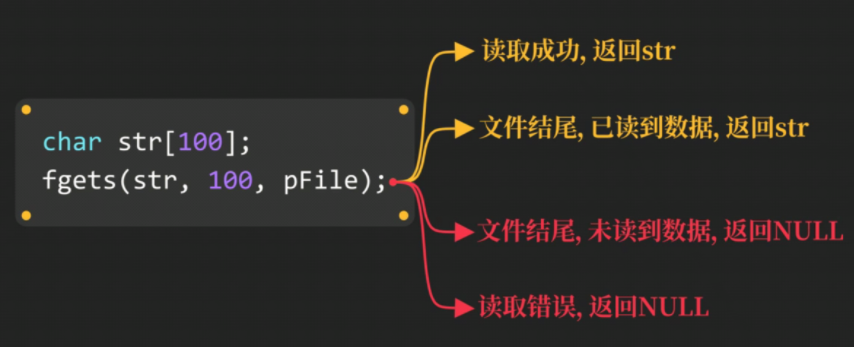 读取成功, 返回str
文件结尾, 已读到数据, 返回str
char str[100];
fgets(str, 100, pFile);
文件结尾, 未读到数据, 返回NULL
读取错误, 返回NULL